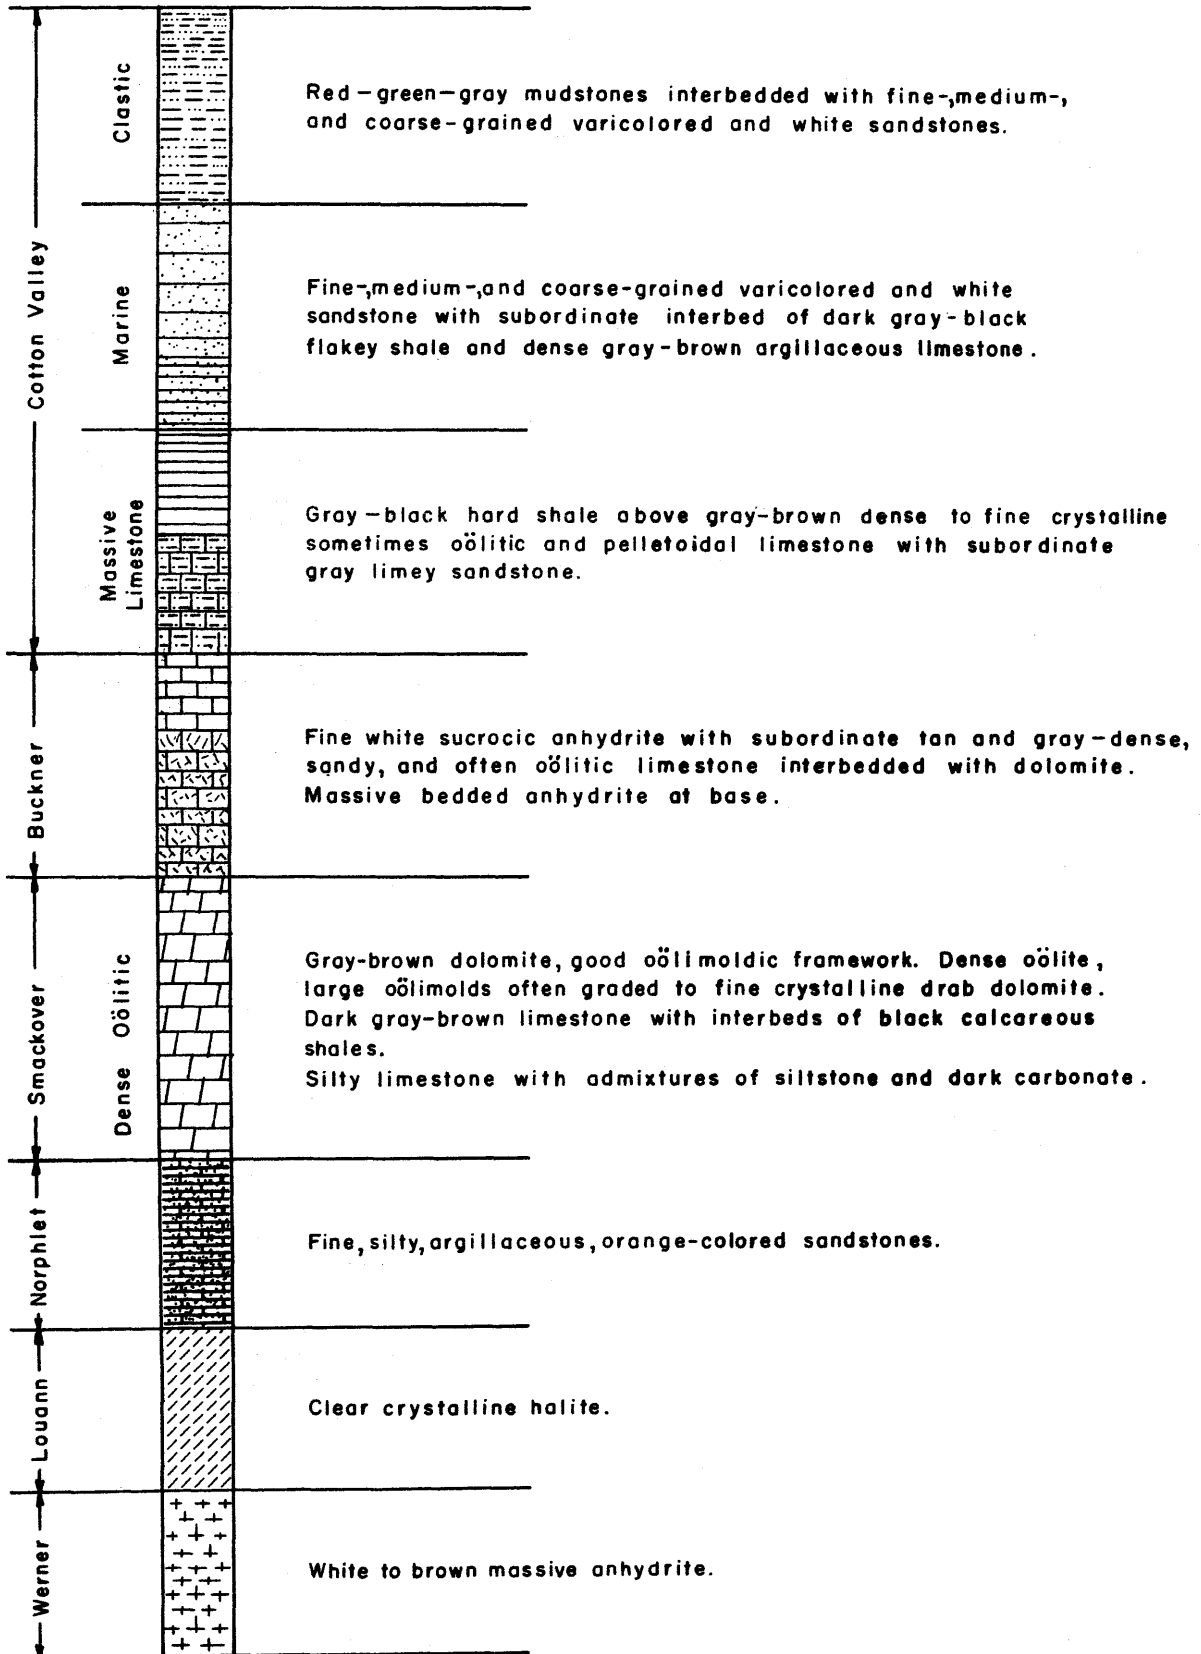 Cotton Valley
Clastic
Red-green-gray mudstones interbedded with fine-,medium-,
and coarse-grained varicolored and white sandstones.
Marine
Fine-,medium-,and coarse-grained varicolored and white
sandstone with subordinate interbed of dark gray-black
flakey shale and dense gray-brown argillaceous limestone.
Massive
Limestone
Gray-black hard shale above gray-brown dense to fine crystalline
sometimes oölitic and pelletoidal limestone with subordinate
gray limey sandstone.
Buckner
Fine white sucrocic anhydrite with subordinate tan and gray-dense,
sandy, and often oölitic limestone interbedded with dolomite.
Massive bedded anhydrite at base.
Smackover
Dense Oölitic
Gray-brown dolomite, good oölimoldic framework. Dense oölite,
large oölimolds often graded to fine crystalline drab dolomite.
Dark gray-brown limestone with interbeds of black calcareous
shales.
Silty limestone with admixtures of siltstone and dark carbonate.
Norphlet
Fine, silty, argillaceous, orange-colored sandstones.
Louann
Clear crystalline halite.
Werner
White to brown massive anhydrite.